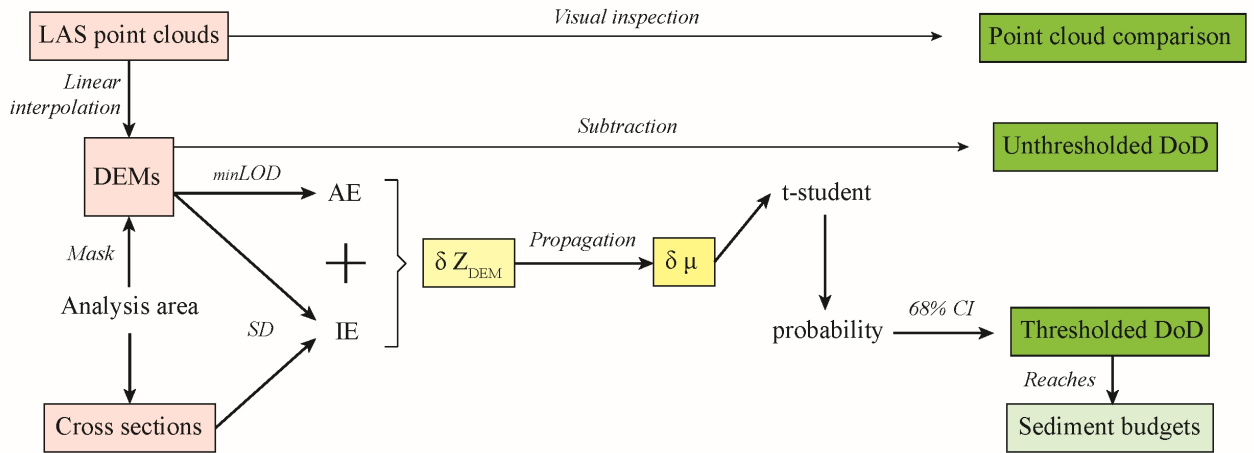 LAS point clouds
Visual inspection
Point cloud comparison
Linear
interpolation
Subtraction
Unthresholded DoD
DEMs
minLOD
AE
t-student
Mask
+
δ Z_DEM
Propagation
δ μ
Analysis area
SD
IE
probability
68% CI
Thresholded DoD
Reaches
Cross sections
Sediment budgets